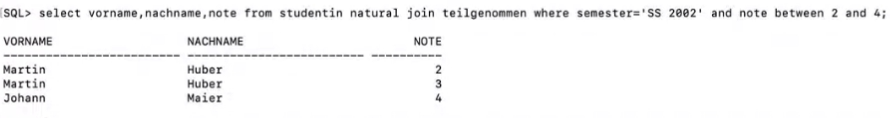 SQL> select vorname,nachname,note from studentin natural join teilgenommen where semester='SS 2002' and note between 2 and 4;
VORNAME NACHNAME NOTE
------------------------- ------------------------- ----------
Martin Huber 2
Martin Huber 3
Johann Maier 4